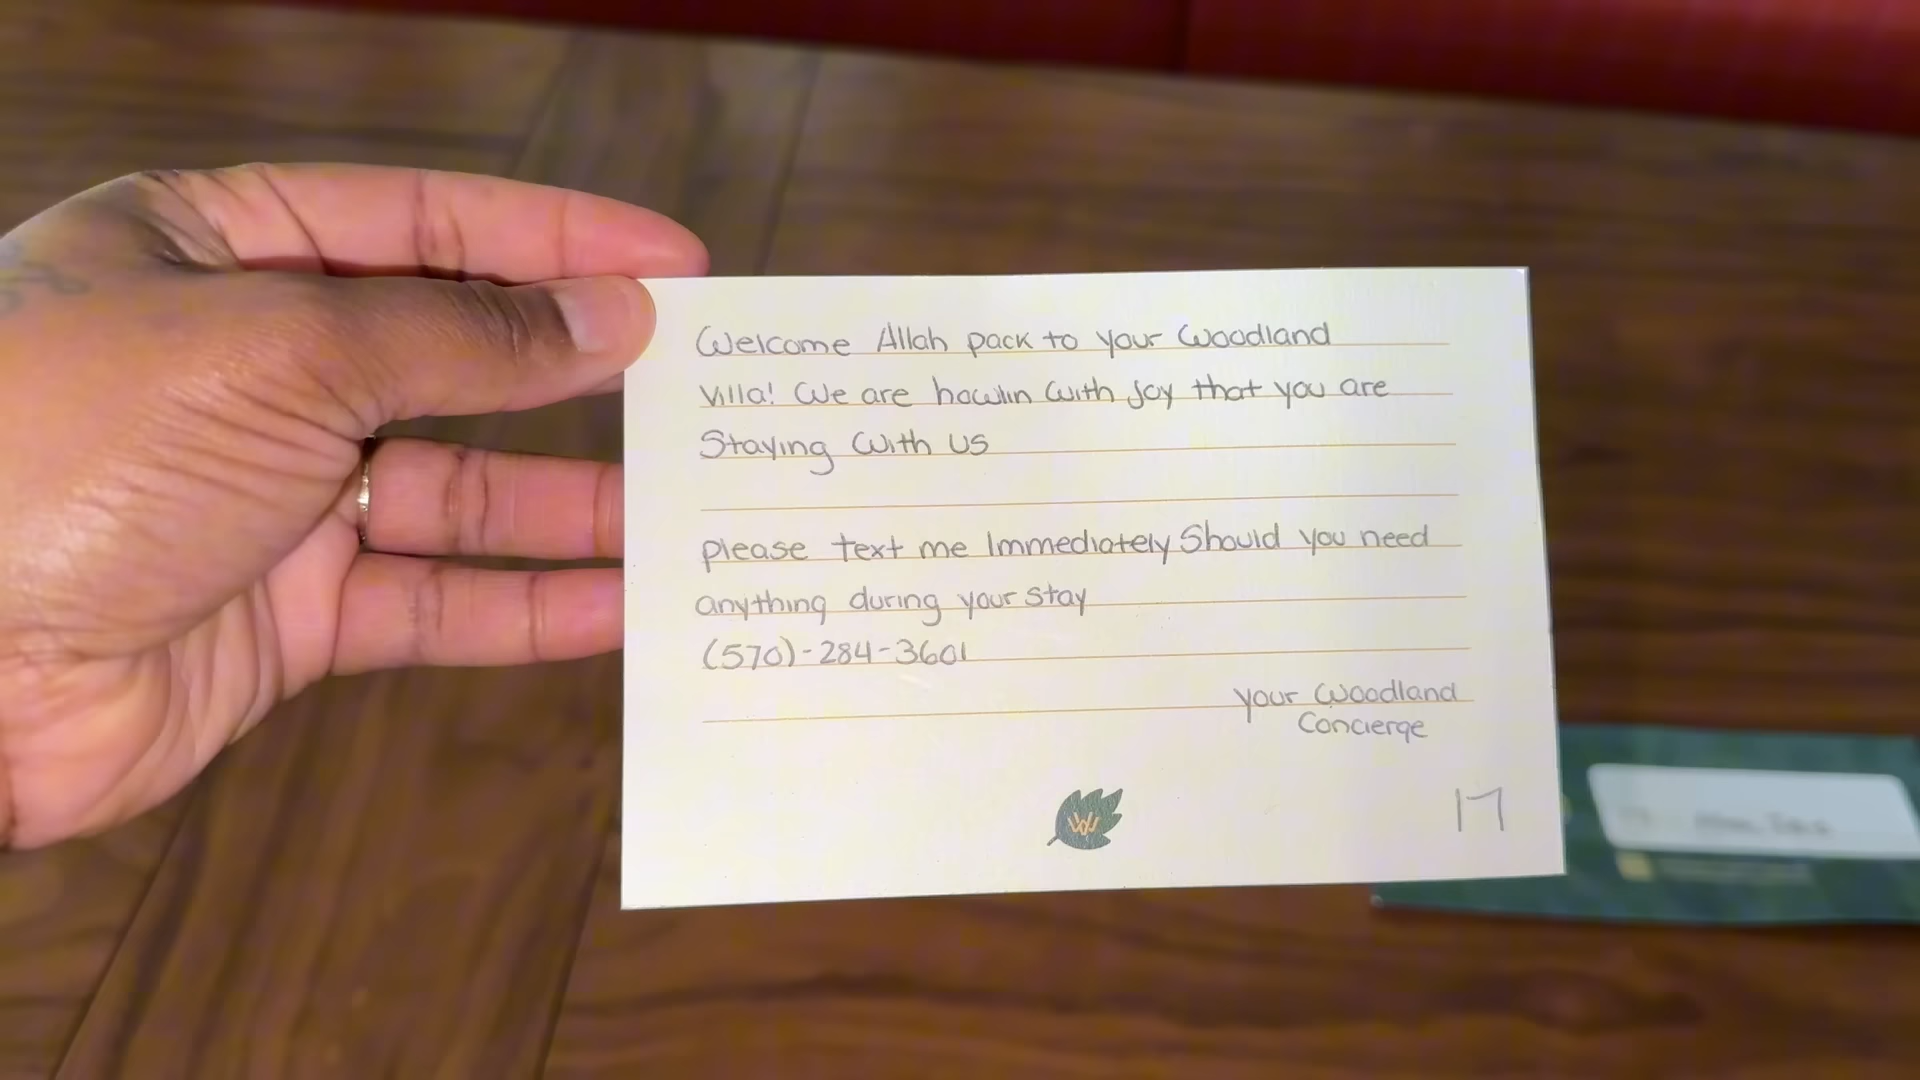 Welcome Allah pack to your Woodland
Villa! We are howlin with Joy that you are
Staying with us
please text me Immediately Should you need
anything during your stay
(570)-284-3601
your Woodland
Concierge
W
17